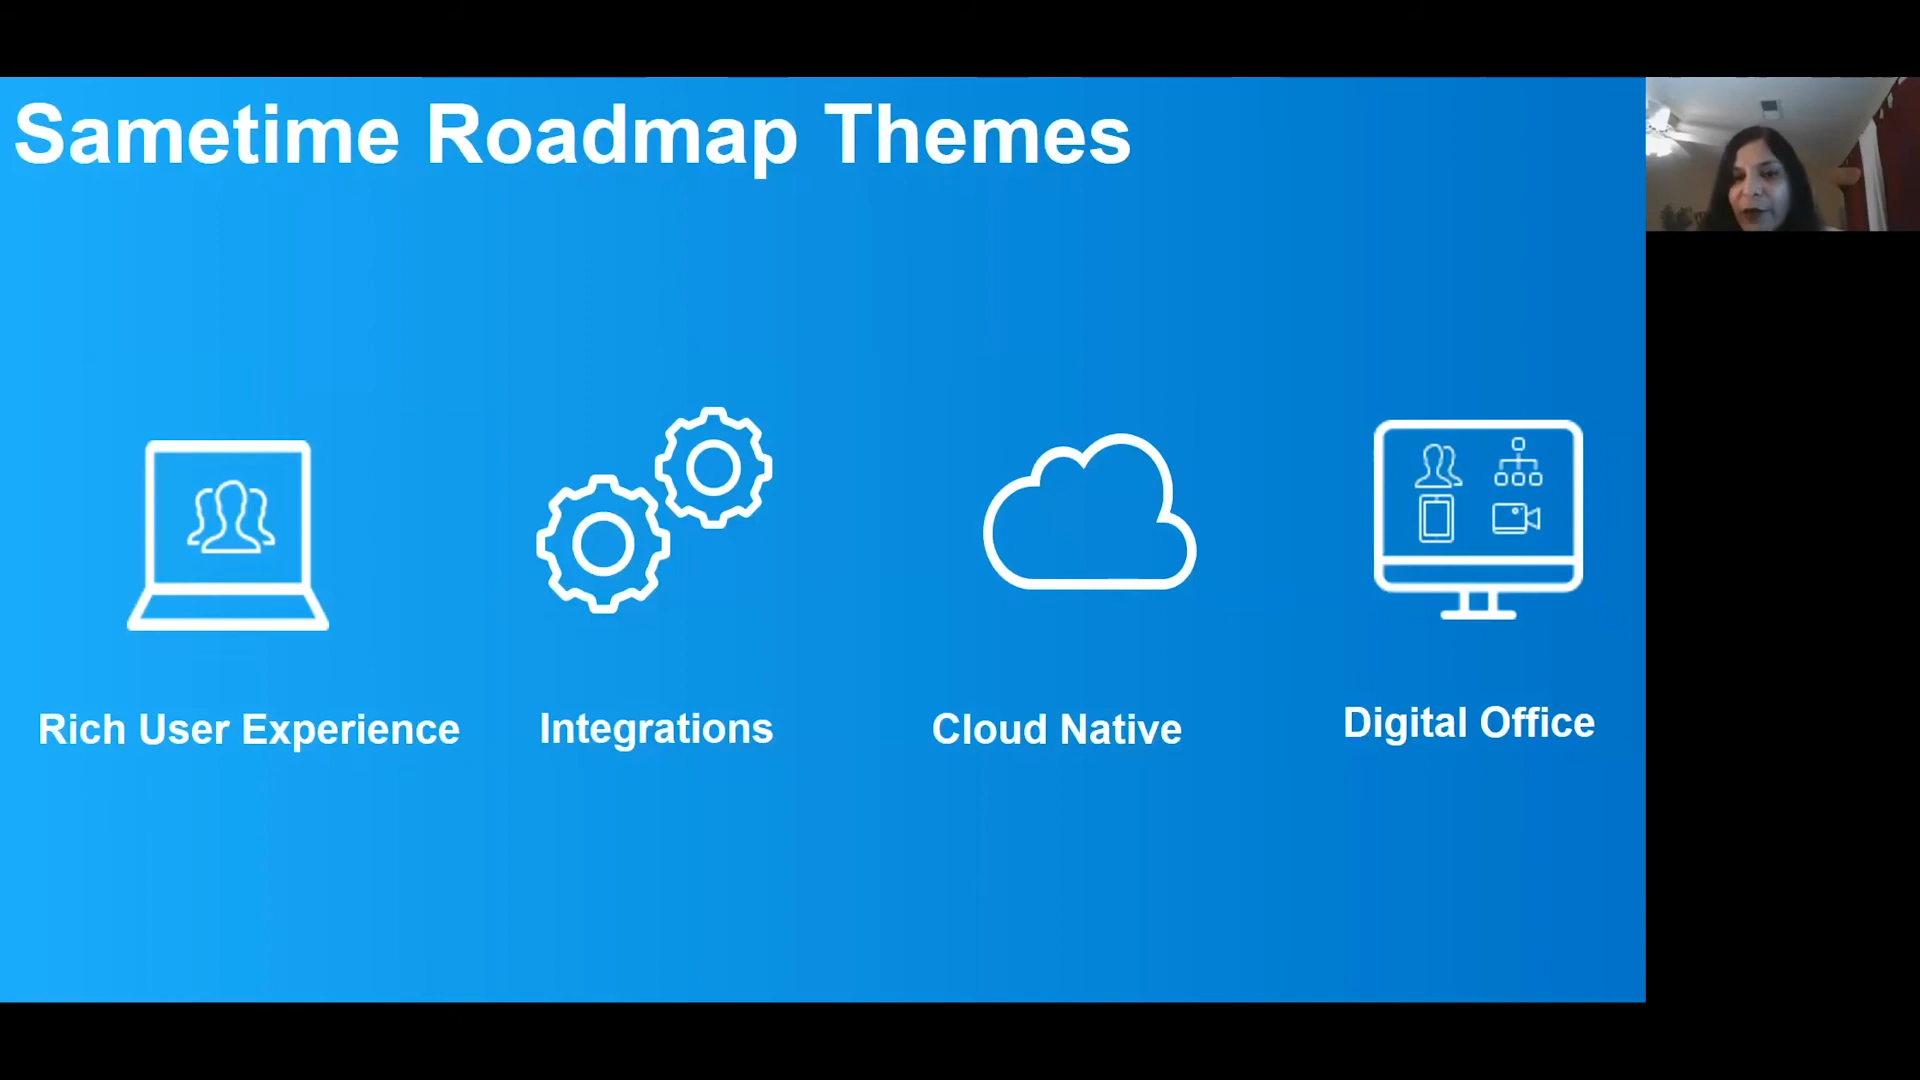 Sametime Roadmap Themes
Rich User Experience
Integrations
Cloud Native
Digital Office